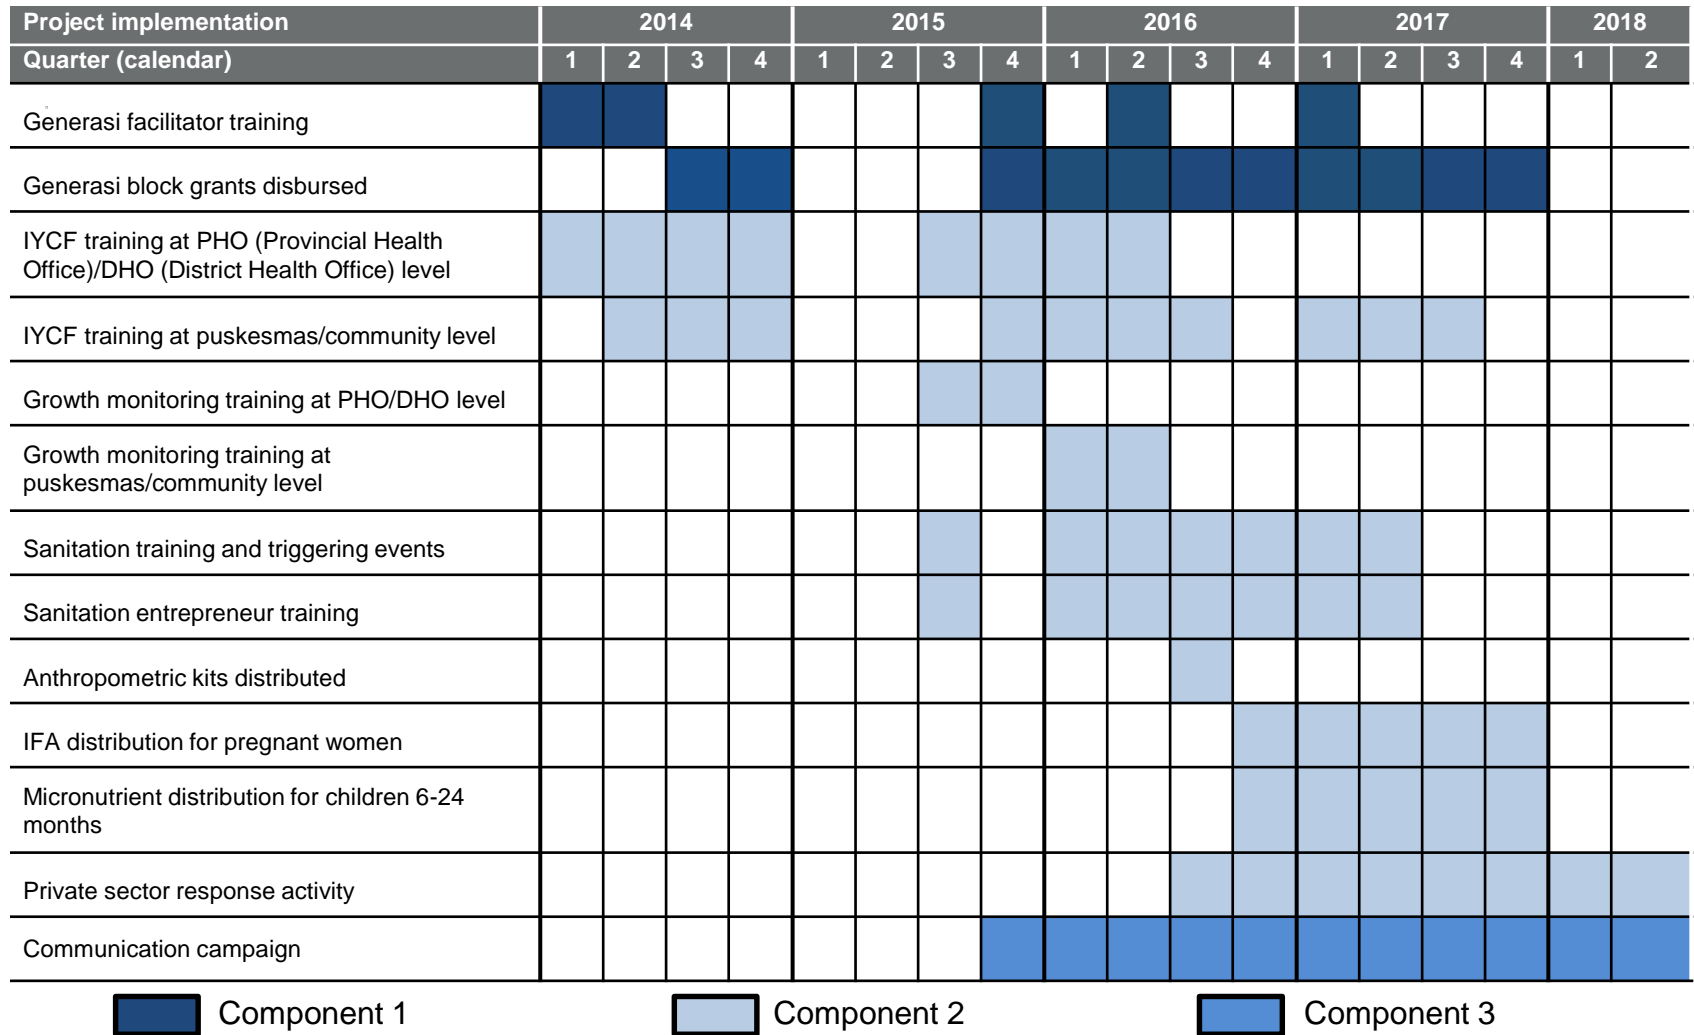 Project implementation 2014 2015 2016 2017 2018
Quarter (calendar) 1 2 3 4 1 2 3 4 1 2 3 4 1 2 3 4 1 2
Generasi facilitator training
Generasi block grants disbursed
IYCF training at PHO (Provincial Health
Office)/DHO (District Health Office) level
IYCF training at puskesmas/community level
Growth monitoring training at PHO/DHO level
Growth monitoring training at
puskesmas/community level
Sanitation training and triggering events
Sanitation entrepreneur training
Anthropometric kits distributed
IFA distribution for pregnant women
Micronutrient distribution for children 6-24
months
Private sector response activity
Communication campaign
Component 1 Component 2 Component 3